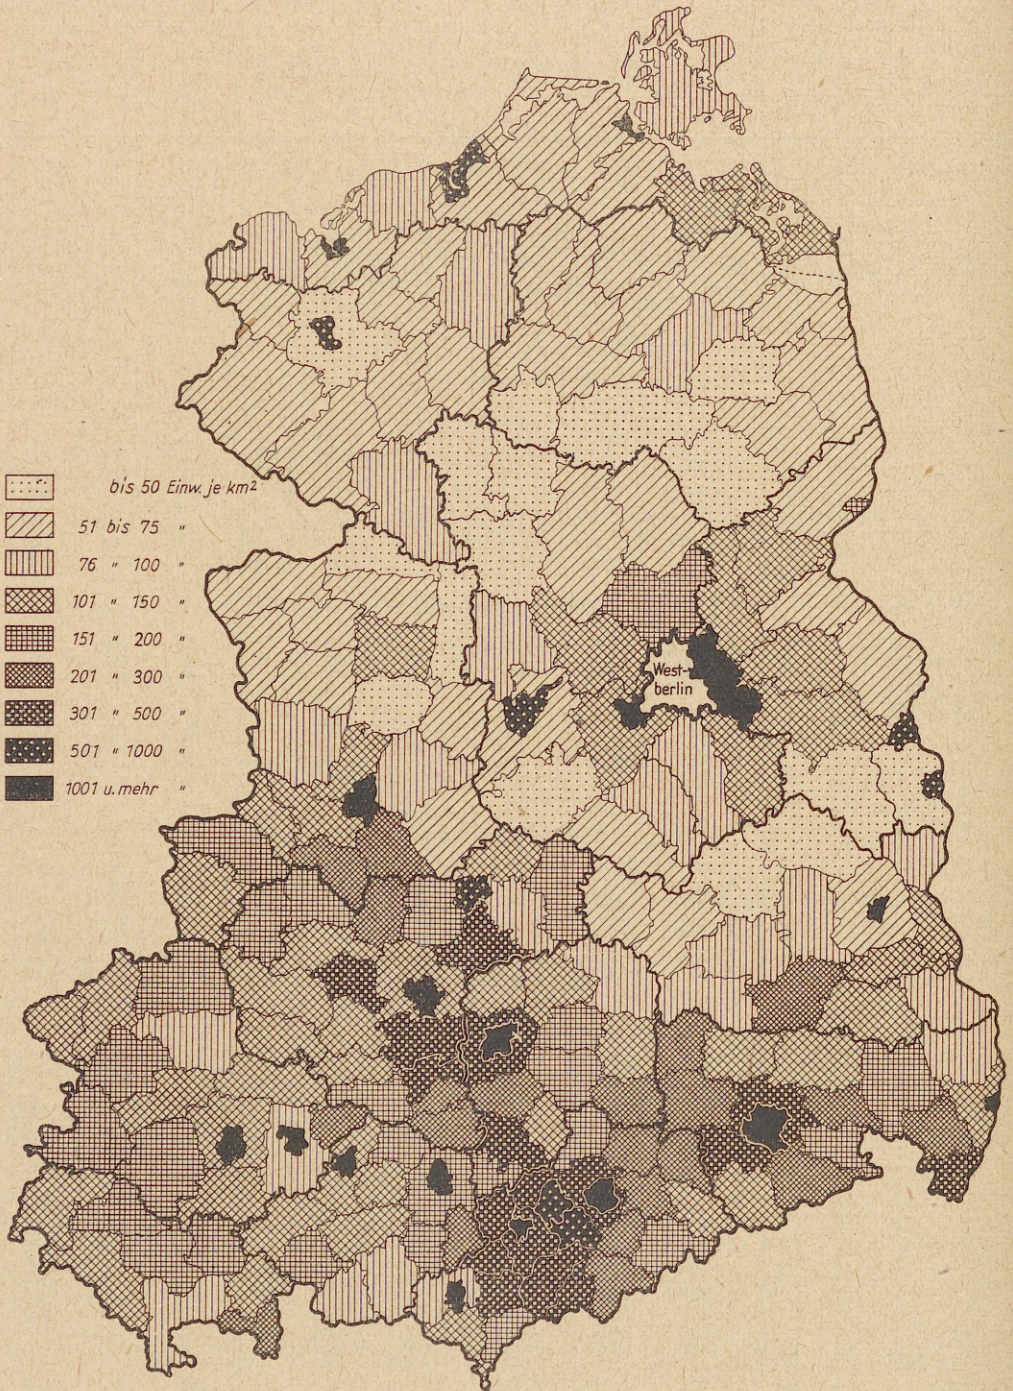 bis 50 Einw. je km²
51 bis 75 "
76 " 100 "
101 " 150 "
151 " 200 "
201 " 300 "
301 " 500 "
501 " 1000 "
1001 u. mehr "
West-
berlin